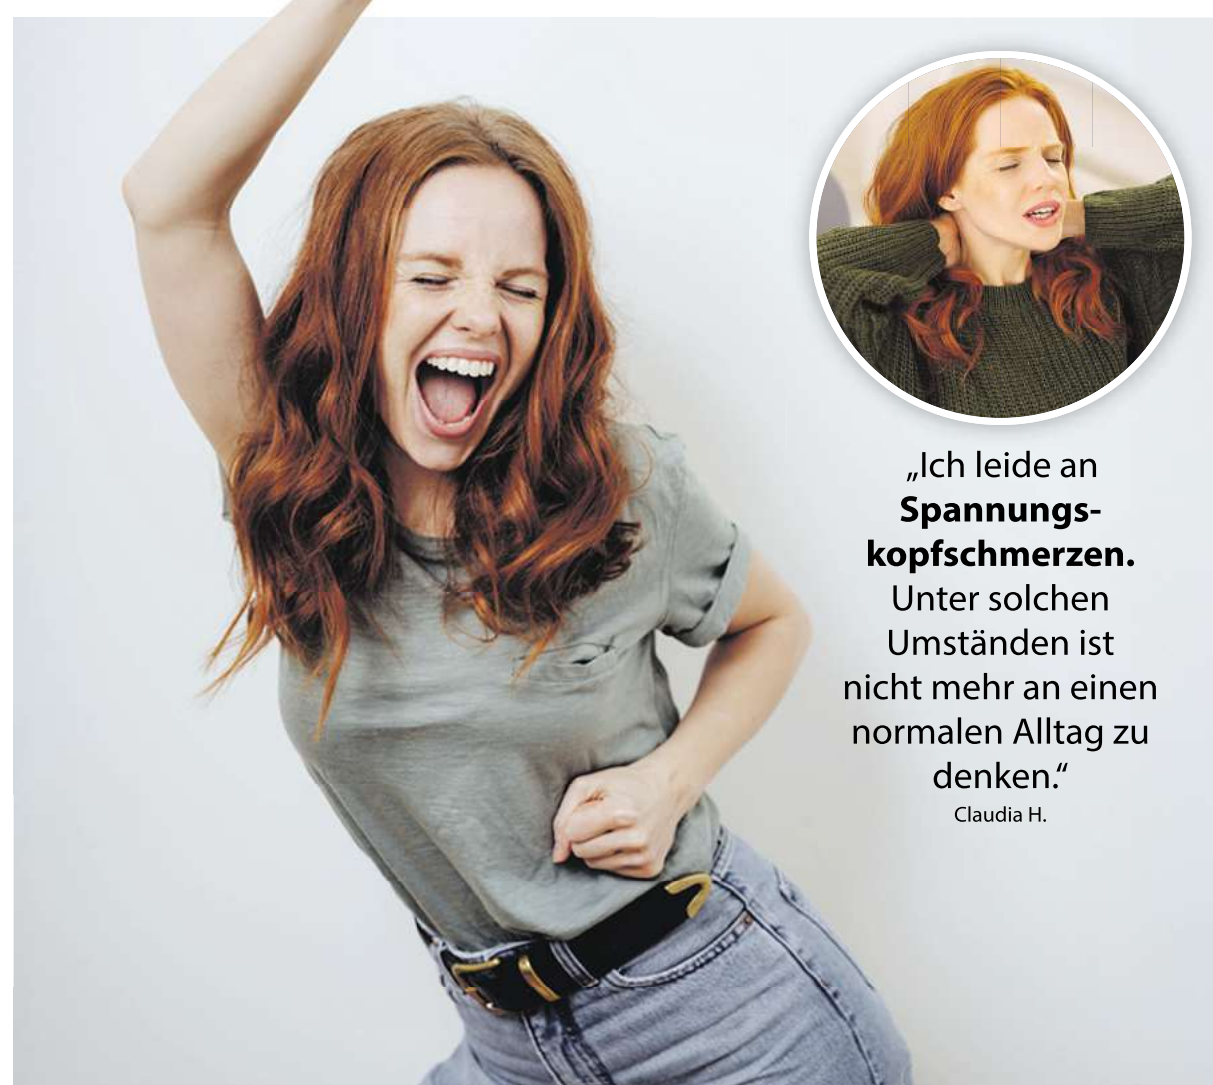 „Ich leide an
Spannungs-
kopfschmerzen.
Unter solchen
Umständen ist
nicht mehr an einen
normalen Alltag zu
denken.“
Claudia H.